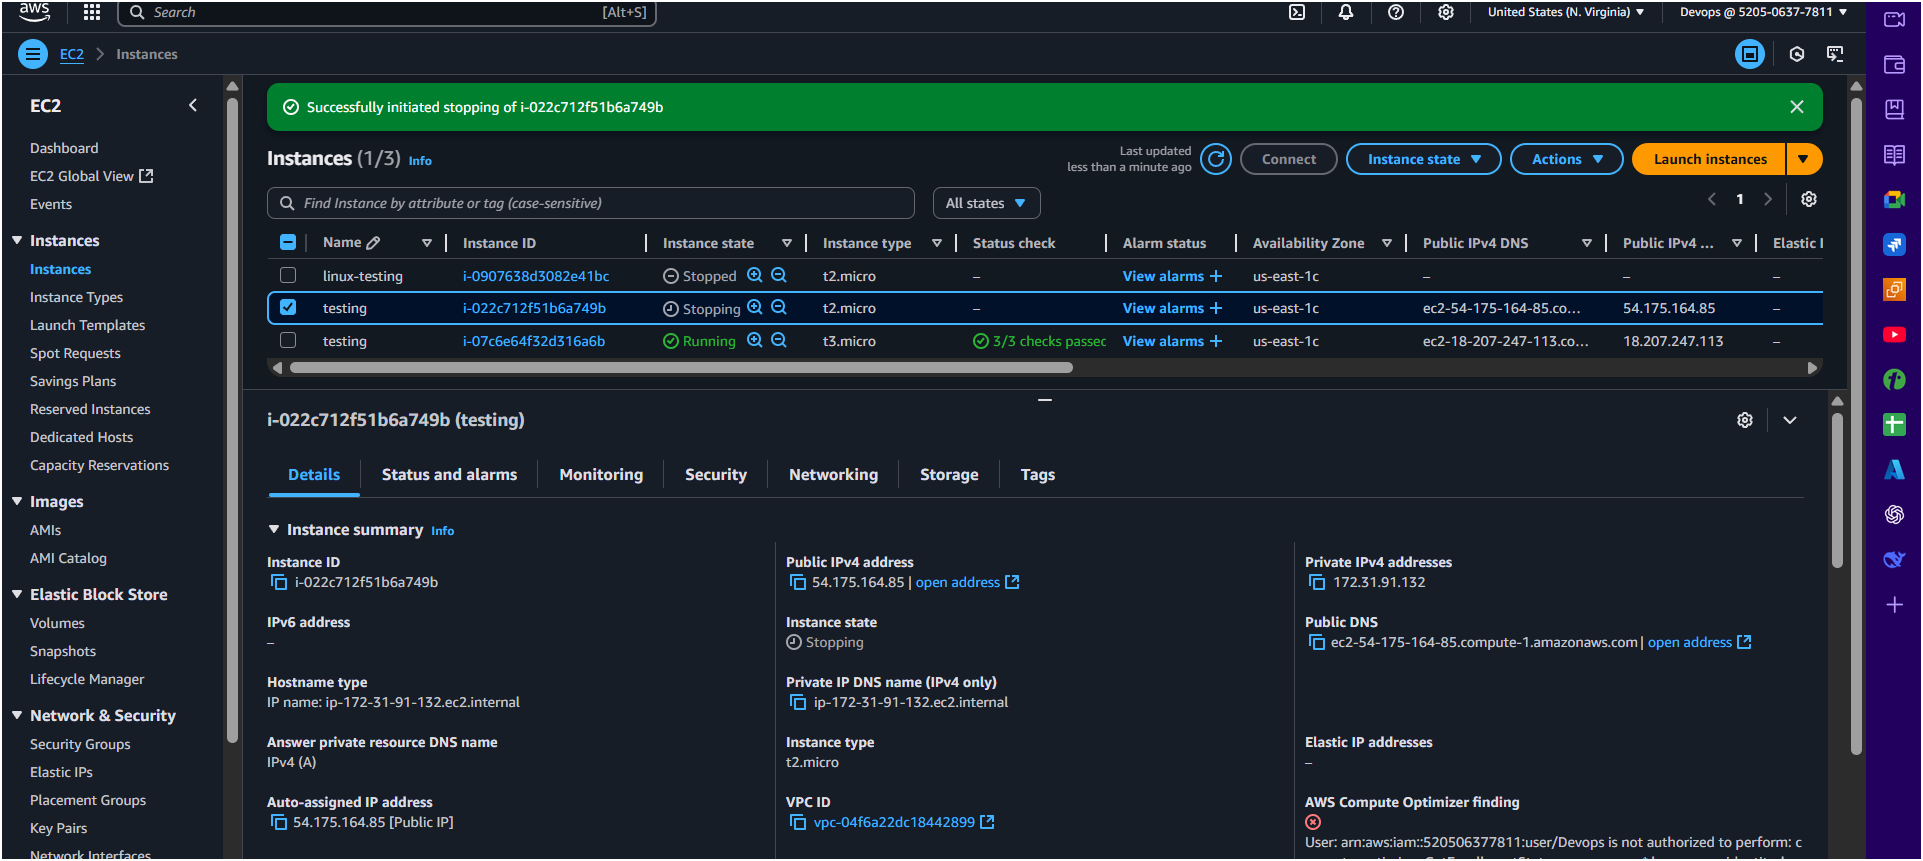 aws
Search
[Alt+S]
United States (N. Virginia)
Devops @ 5205-0637-7811
EC2
Instances
EC2
Dashboard
EC2 Global View
Events
Instances
Instances
Instance Types
Launch Templates
Spot Requests
Savings Plans
Reserved Instances
Dedicated Hosts
Capacity Reservations
Images
AMIs
AMI Catalog
Elastic Block Store
Volumes
Snapshots
Lifecycle Manager
Network & Security
Security Groups
Elastic IPs
Placement Groups
Key Pairs
Network Interfaces
Successfully initiated stopping of i-022c712f51b6a749b
Instances (1/3) Info
Last updated
less than a minute ago
Connect
Instance state
Actions
Launch instances
Find Instance by attribute or tag (case-sensitive)
All states
1
Name Instance ID Instance state Instance type Status check Alarm status Availability Zone Public IPv4 DNS Public IPv4 ... Elastic I
linux-testing i-0907638d3082e41bc Stopped t2.micro – View alarms + us-east-1c – – –
testing i-022c712f51b6a749b Stopping t2.micro – View alarms + us-east-1c ec2-54-175-164-85.co... 54.175.164.85 –
testing i-07c6e64f32d316a6b Running t3.micro 3/3 checks passec View alarms + us-east-1c ec2-18-207-247-113.co... 18.207.247.113 –
i-022c712f51b6a749b (testing)
Details
Status and alarms
Monitoring
Security
Networking
Storage
Tags
Instance summary Info
Instance ID
i-022c712f51b6a749b
Public IPv4 address
54.175.164.85 | open address
Private IPv4 addresses
172.31.91.132
IPv6 address
–
Instance state
Stopping
Public DNS
ec2-54-175-164-85.compute-1.amazonaws.com | open address
Hostname type
IP name: ip-172-31-91-132.ec2.internal
Private IP DNS name (IPv4 only)
ip-172-31-91-132.ec2.internal
Answer private resource DNS name
IPv4 (A)
Instance type
t2.micro
Elastic IP addresses
–
Auto-assigned IP address
54.175.164.85 [Public IP]
VPC ID
vpc-04f6a22dc18442899
AWS Compute Optimizer finding
User: arn:aws:iam::520506377811:user/Devops is not authorized to perform: c